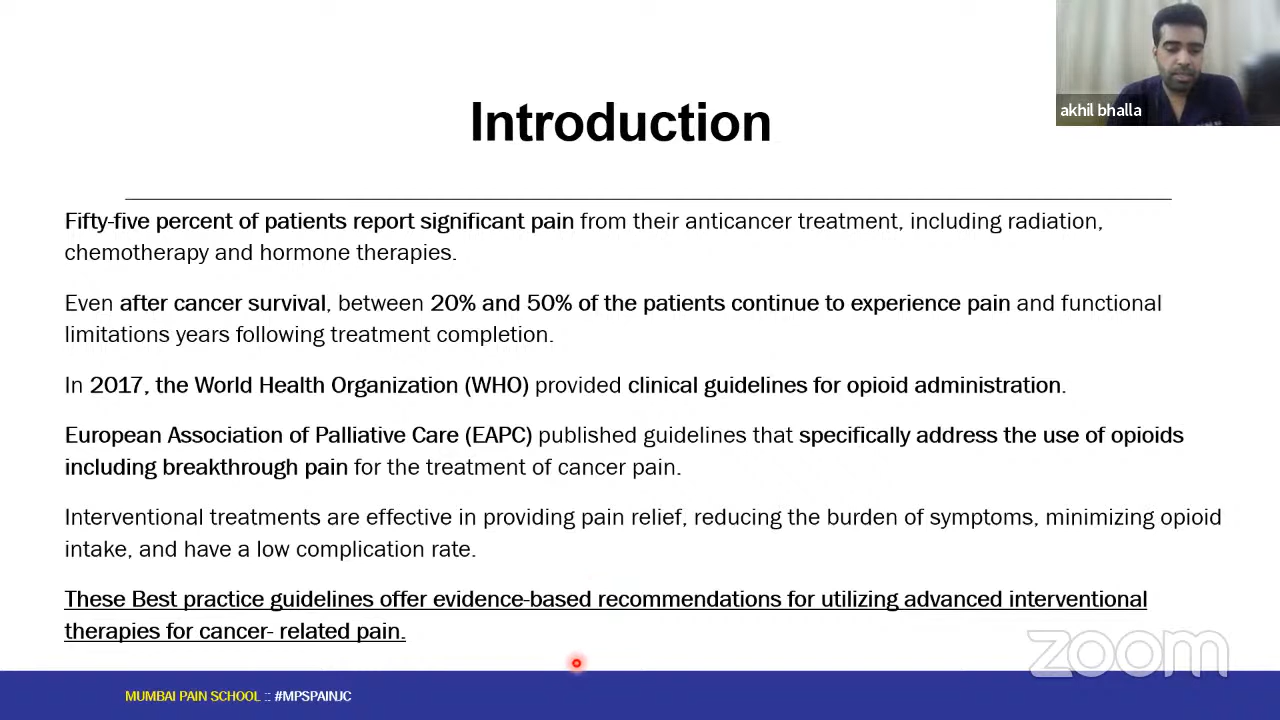 akhil bhalla
Introduction
Fifty-five percent of patients report significant pain from their anticancer treatment, including radiation,
chemotherapy and hormone therapies.
Even after cancer survival, between 20% and 50% of the patients continue to experience pain and functional
limitations years following treatment completion.
In 2017, the World Health Organization (WHO) provided clinical guidelines for opioid administration.
European Association of Palliative Care (EAPC) published guidelines that specifically address the use of opioids
including breakthrough pain for the treatment of cancer pain.
Interventional treatments are effective in providing pain relief, reducing the burden of symptoms, minimizing opioid
intake, and have a low complication rate.
These Best practice guidelines offer evidence-based recommendations for utilizing advanced interventional
therapies for cancer- related pain.
zoom
MUMBAI PAIN SCHOOL :: #MPSPAINJC